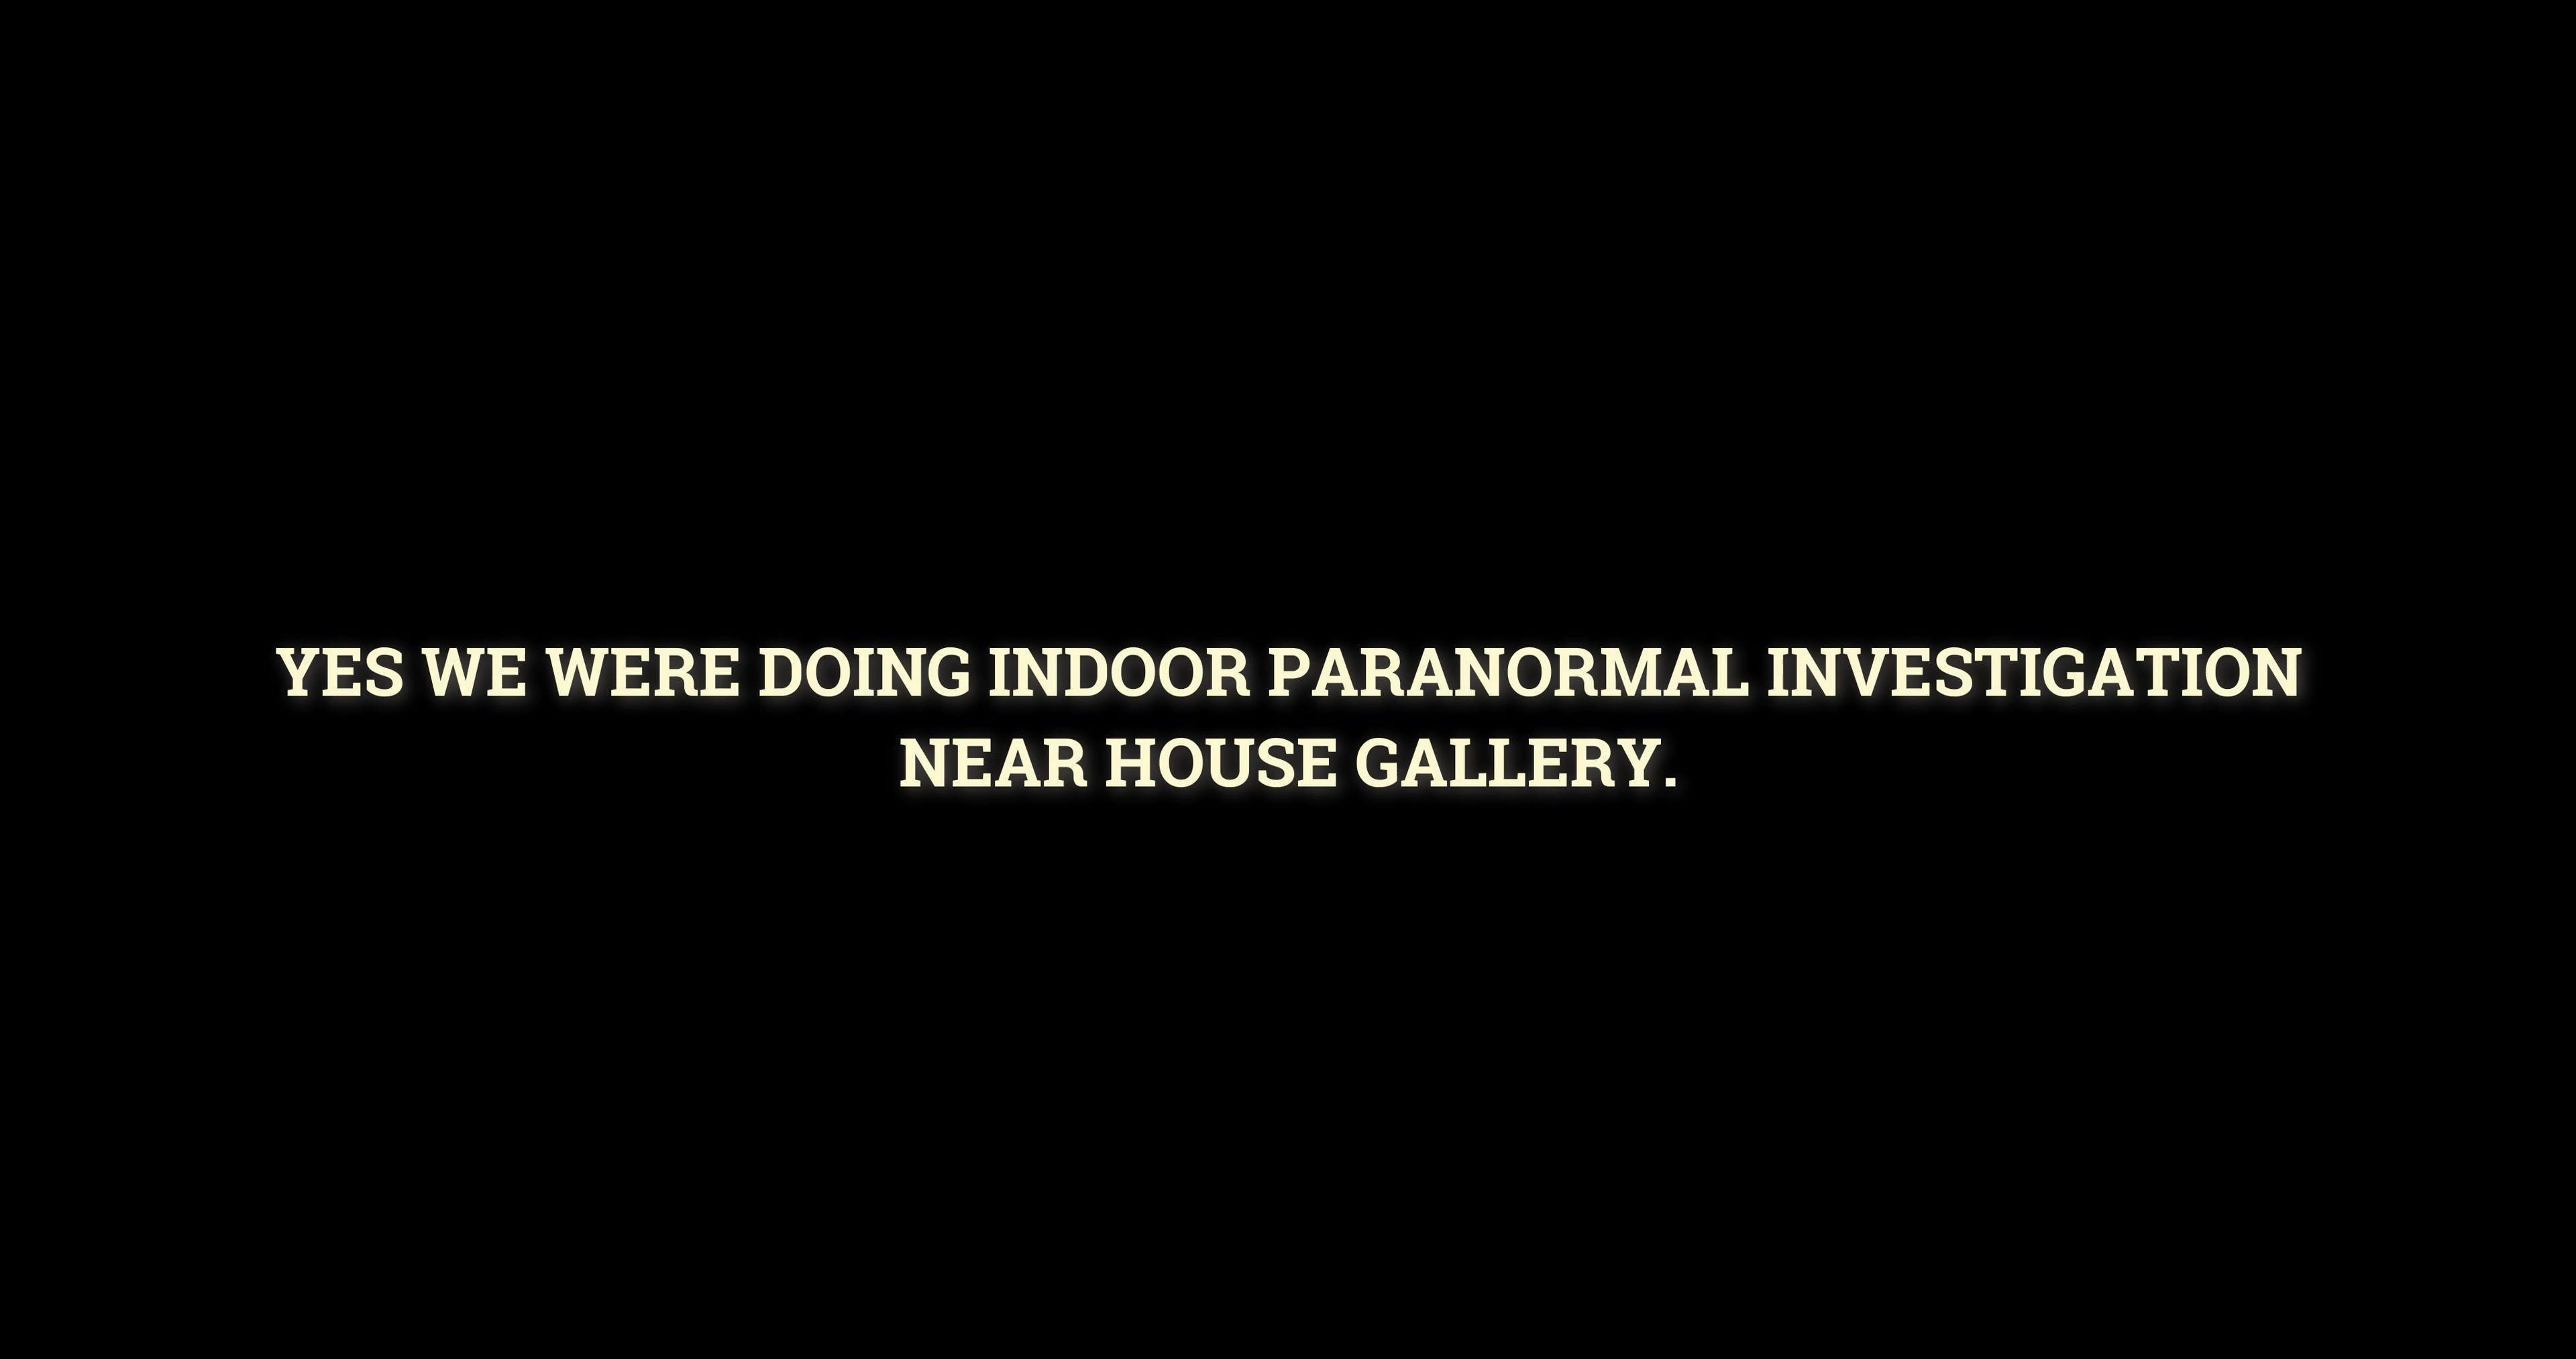 YES WE WERE DOING INDOOR PARANORMAL INVESTIGATION
NEAR HOUSE GALLERY.